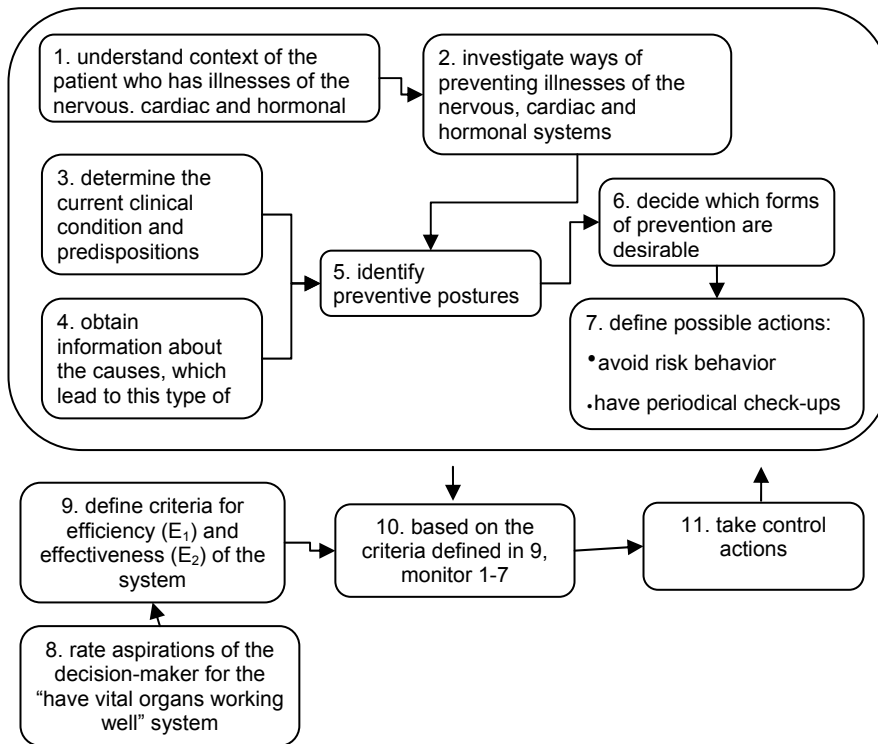 1. understand context of the
patient who has illnesses of the
nervous. cardiac and hormonal
2. investigate ways of
preventing illnesses of the
nervous, cardiac and
hormonal systems
3. determine the
current clinical
condition and
predispositions
4. obtain
information about
the causes, which
lead to this type of
5. identify
preventive postures
6. decide which forms
of prevention are
desirable
7. define possible actions:
•avoid risk behavior
•have periodical check-ups
9. define criteria for
efficiency (E₁) and
effectiveness (E₂) of the
system
10. based on the
criteria defined in 9,
monitor 1-7
11. take control
actions
8. rate aspirations of the
decision-maker for the
“have vital organs working
well” system